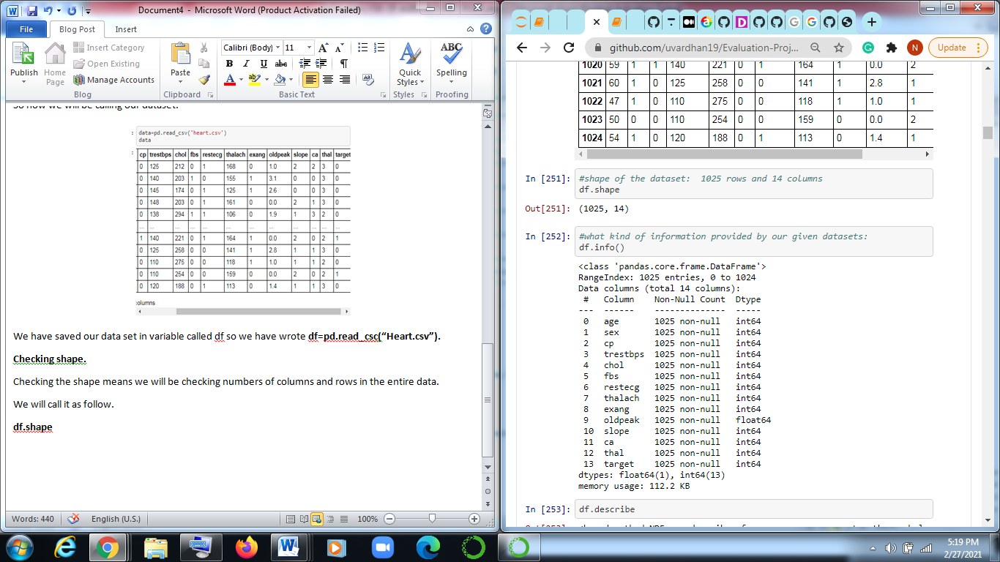 Document4 - Microsoft Word (Product Activation Failed)
File Blog Post Insert
Publish
Home Page
Insert Category
Open Existing
Manage Accounts
Blog
Paste
Clipboard
Calibri (Body) 11
B I U abc
Basic Text
Quick Styles
Styles
ABC
Spelling
Proofing
So now we will be calling our dataset.
: data=pd.read_csv('heart.csv')
data
:
cp trestbps chol fbs restecg thalach exang oldpeak slope ca thal target
0 125 212 0 1 168 0 1.0 2 2 3 0
0 140 203 1 0 155 1 3.1 0 0 3 0
0 145 174 0 1 125 1 2.6 0 0 3 0
0 148 203 0 1 161 0 0.0 2 1 3 0
0 138 294 1 1 106 0 1.9 1 3 2 0
... ... ... ... ... ... ... ... ... ... ... ...
1 140 221 0 1 164 1 0.0 2 0 2 1
0 125 258 0 0 141 1 2.8 1 1 3 0
0 110 275 0 0 118 1 1.0 1 1 2 0
0 110 254 0 0 159 0 0.0 2 0 2 1
0 120 188 0 1 113 0 1.4 1 1 3 0
:olumns
We have saved our data set in variable called df so we have wrote df=pd.read_csc(“Heart.csv”).
Checking shape.
Checking the shape means we will be checking numbers of columns and rows in the entire data.
We will call it as follow.
df.shape
Words: 440 English (U.S.) 100%
github.com/uvardhan19/Evaluation-Proj...
N Update
1020 59 1 1 140 221 0 1 164 1 0.0 2
1021 60 1 0 125 258 0 0 141 1 2.8 1
1022 47 1 0 110 275 0 0 118 1 1.0 1
1023 50 0 0 110 254 0 0 159 0 0.0 2
1024 54 1 0 120 188 0 1 113 0 1.4 1
In [251]: #shape of the dataset: 1025 rows and 14 columns
df.shape
Out[251]: (1025, 14)
In [252]: #what kind of information provided by our given datasets:
df.info()
<class 'pandas.core.frame.DataFrame'>
RangeIndex: 1025 entries, 0 to 1024
Data columns (total 14 columns):
# Column Non-Null Count Dtype
--- ------ -------------- -----
0 age 1025 non-null int64
1 sex 1025 non-null int64
2 cp 1025 non-null int64
3 trestbps 1025 non-null int64
4 chol 1025 non-null int64
5 fbs 1025 non-null int64
6 restecg 1025 non-null int64
7 thalach 1025 non-null int64
8 exang 1025 non-null int64
9 oldpeak 1025 non-null float64
10 slope 1025 non-null int64
11 ca 1025 non-null int64
12 thal 1025 non-null int64
13 target 1025 non-null int64
dtypes: float64(1), int64(13)
memory usage: 112.2 KB
In [253]: df.describe
5:19 PM
2/27/2021